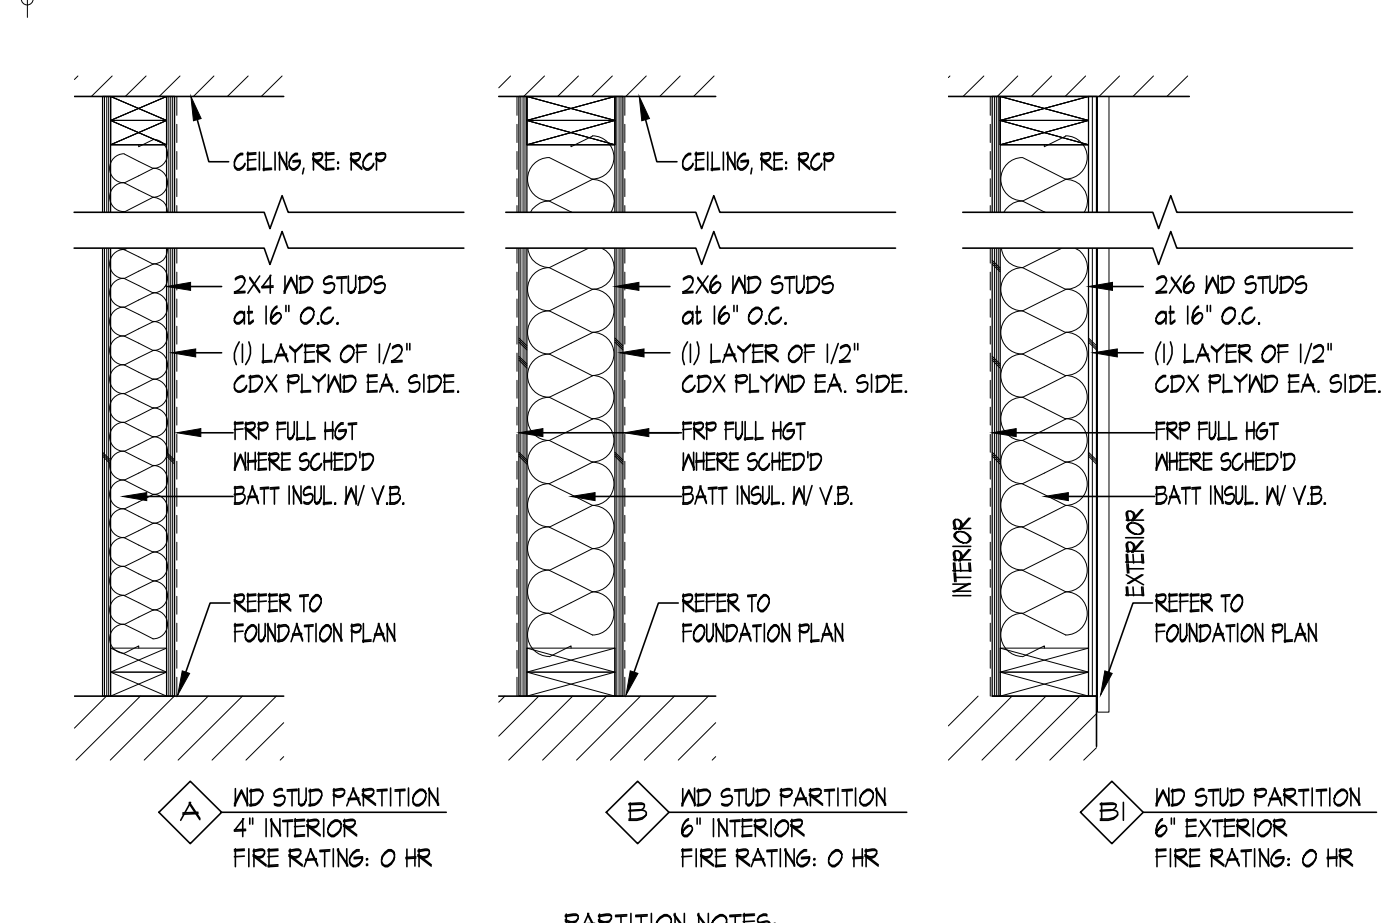 CEILING, RE: RCP
2X4 WD STUDS
at 16" O.C.
(1) LAYER OF 1/2"
CDX PLYWD EA. SIDE.
FRP FULL HGT
WHERE SCHED'D
BATT INSUL. W/ V.B.
REFER TO
FOUNDATION PLAN
A
WD STUD PARTITION
4" INTERIOR
FIRE RATING: 0 HR
CEILING, RE: RCP
2X6 WD STUDS
at 16" O.C.
(1) LAYER OF 1/2"
CDX PLYWD EA. SIDE.
FRP FULL HGT
WHERE SCHED'D
BATT INSUL. W/ V.B.
REFER TO
FOUNDATION PLAN
B
WD STUD PARTITION
6" INTERIOR
FIRE RATING: 0 HR
2X6 WD STUDS
at 16" O.C.
(1) LAYER OF 1/2"
CDX PLYWD EA. SIDE.
FRP FULL HGT
WHERE SCHED'D
BATT INSUL. W/ V.B.
INTERIOR
EXTERIOR
REFER TO
FOUNDATION PLAN
B1
WD STUD PARTITION
6" EXTERIOR
FIRE RATING: 0 HR
PARTITION NOTES: